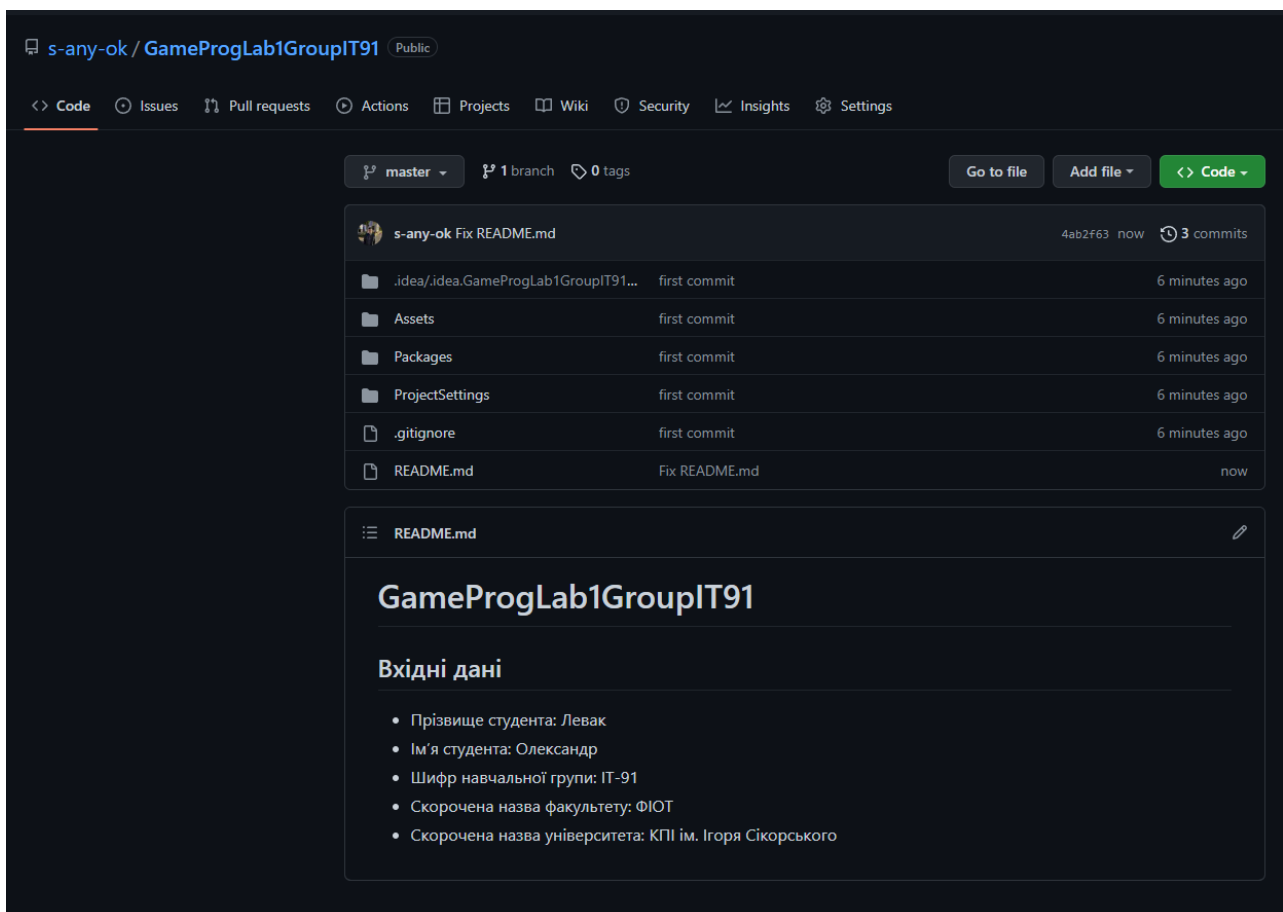 s-any-ok / GameProgLab1GroupIT91 Public
Code Issues Pull requests Actions Projects Wiki Security Insights Settings
master 1 branch 0 tags Go to file Add file <> Code
s-any-ok Fix README.md 4ab2f63 now 3 commits
.idea/.idea.GameProgLab1GroupIT91... first commit 6 minutes ago
Assets first commit 6 minutes ago
Packages first commit 6 minutes ago
ProjectSettings first commit 6 minutes ago
.gitignore first commit 6 minutes ago
README.md Fix README.md now
README.md
GameProgLab1GroupIT91
Вхідні дані
• Прізвище студента: Левак
• Ім'я студента: Олександр
• Шифр навчальної групи: ІТ-91
• Скорочена назва факультету: ФІОТ
• Скорочена назва університета: КПІ ім. Ігоря Сікорського